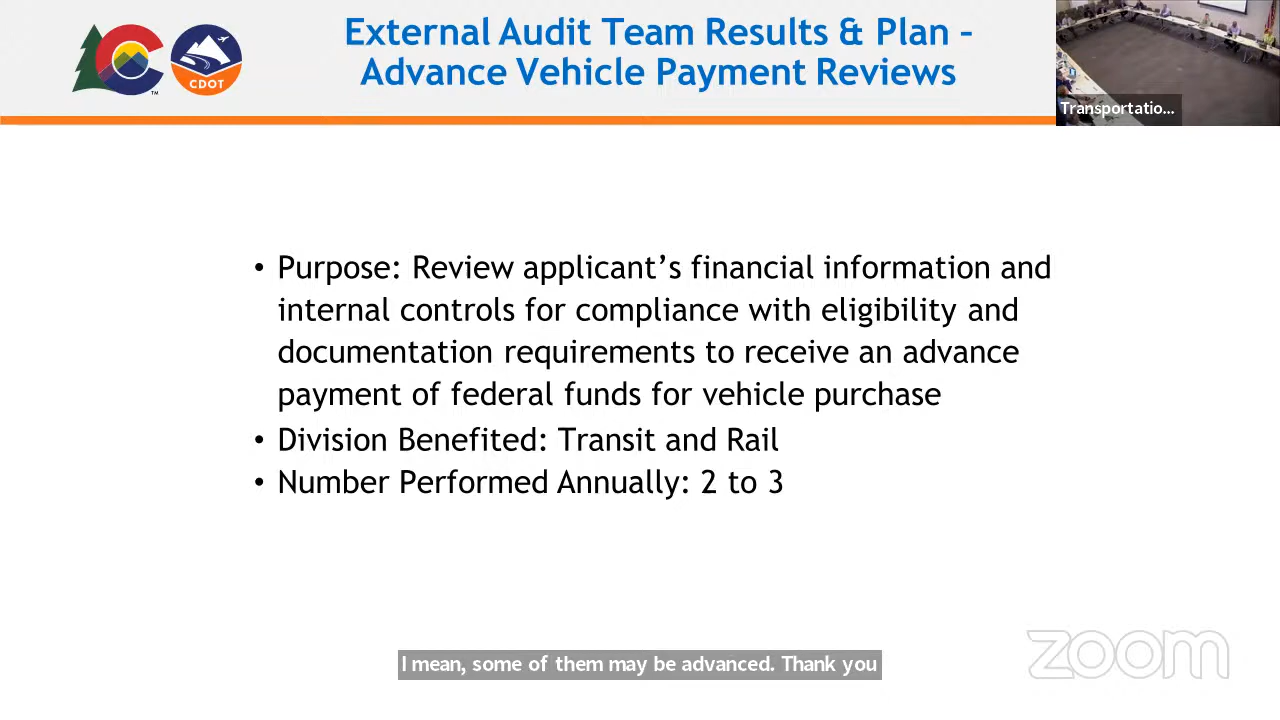 External Audit Team Results & Plan –
Advance Vehicle Payment Reviews
CDOT
TM
Transportatio...
• Purpose: Review applicant’s financial information and
internal controls for compliance with eligibility and
documentation requirements to receive an advance
payment of federal funds for vehicle purchase
• Division Benefited: Transit and Rail
• Number Performed Annually: 2 to 3
zoom
I mean, some of them may be advanced. Thank you